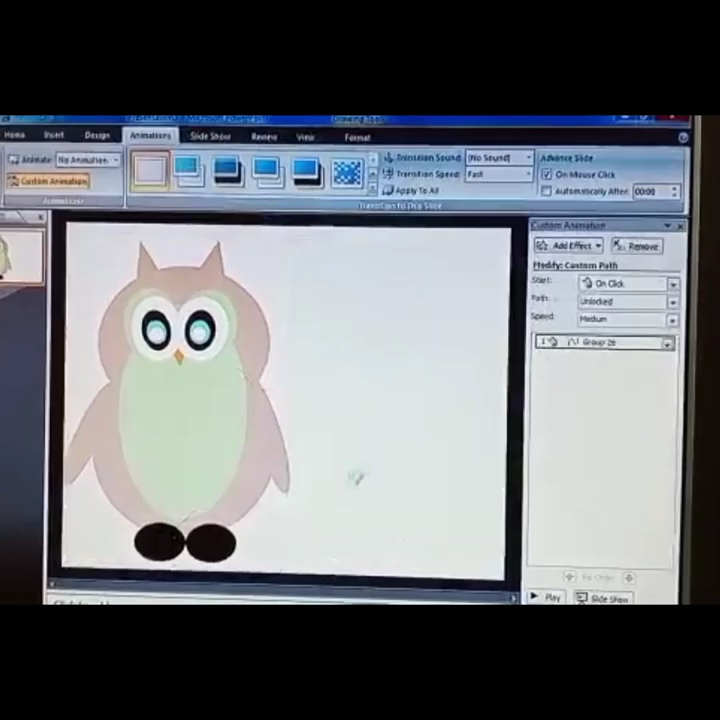 Drawing Tools
Home Insert Design Animations Slide Show Review View Format
Animate: No Animation
Custom Animation
Animations
Transition Sound: [No Sound]
Transition Speed: Fast
Apply To All
Transition to This Slide
Advance Slide
On Mouse Click
Automatically After: 00:00
Custom Animation
Add Effect
Remove
Modify: Custom Path
Start: On Click
Path: Unlocked
Speed: Medium
1 Group 26
Re-Order
Play
Slide Show